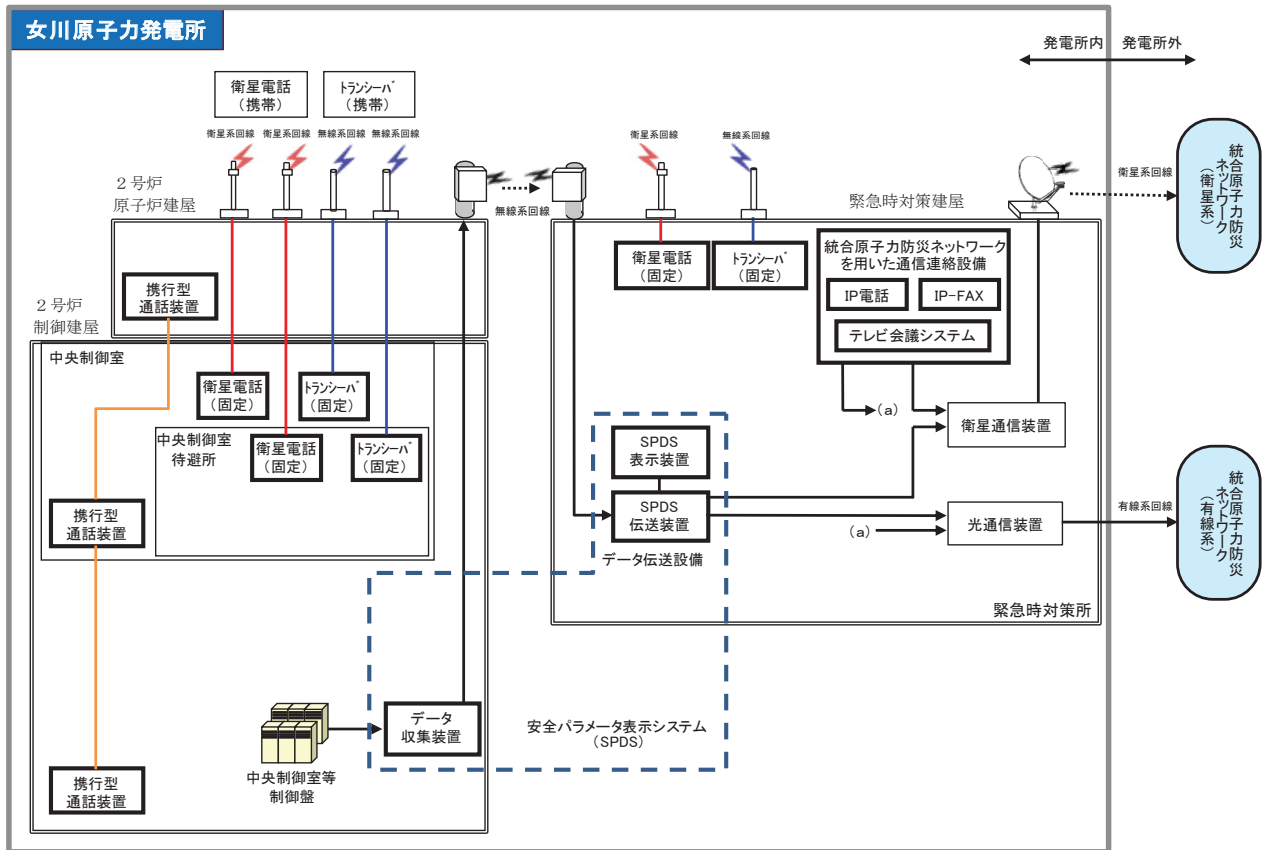 女川原子力発電所
発電所内
発電所外
衛星電話
(携帯)
トランシーバ
(携帯)
衛星系回線
衛星系回線
無線系回線
無線系回線
衛星系回線
無線系回線
2号炉
原子炉建屋
無線系回線
緊急時対策建屋
衛星系回線
統合原子力防災
ネットワーク
(衛星系)
携行型
通話装置
衛星電話
(固定)
トランシーバ
(固定)
統合原子力防災ネットワーク
を用いた通信連絡設備
IP電話
IP-FAX
テレビ会議システム
2号炉
制御建屋
中央制御室
衛星電話
(固定)
トランシーバ
(固定)
中央制御室
待避所
衛星電話
(固定)
トランシーバ
(固定)
(a)
衛星通信装置
SPDS
表示装置
SPDS
伝送装置
データ伝送設備
(a)
光通信装置
有線系回線
統合原子力防災
ネットワーク
(有線系)
携行型
通話装置
緊急時対策所
データ
収集装置
安全パラメータ表示システム
(SPDS)
中央制御室等
制御盤
携行型
通話装置